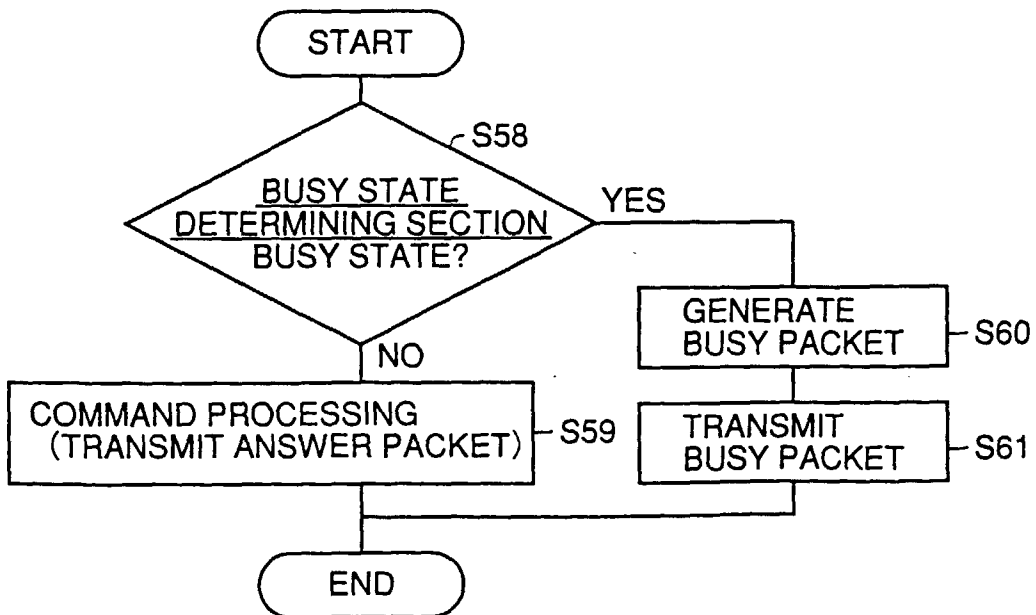 START
S58
BUSY STATE
DETERMINING SECTION
BUSY STATE?
YES
NO
GENERATE
BUSY PACKET
S60
COMMAND PROCESSING
(TRANSMIT ANSWER PACKET)
S59
TRANSMIT
BUSY PACKET
S61
END